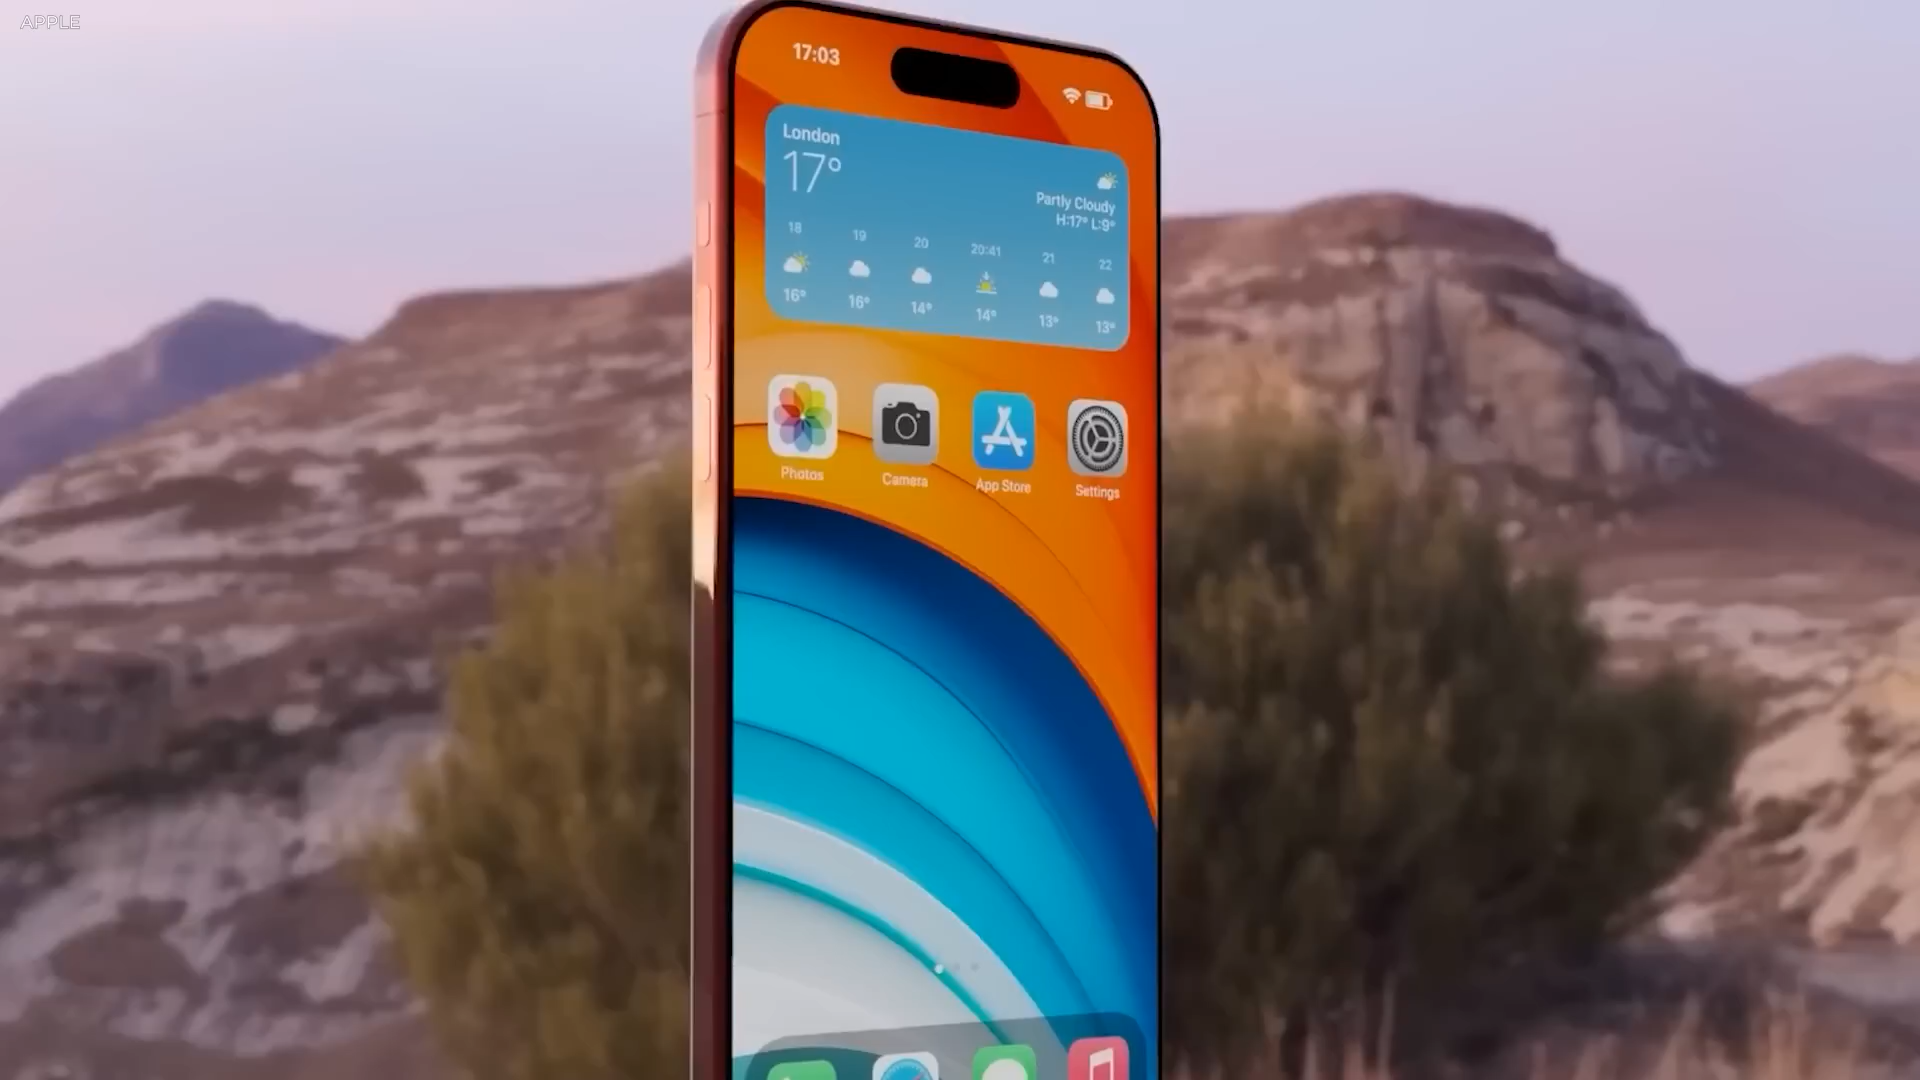 APPLE
17:03
London
17°
Partly Cloudy
H:17° L:9°
18 19 20 20:41 21 22
16° 16° 14° 14° 13° 13°
Photos Camera App Store Settings